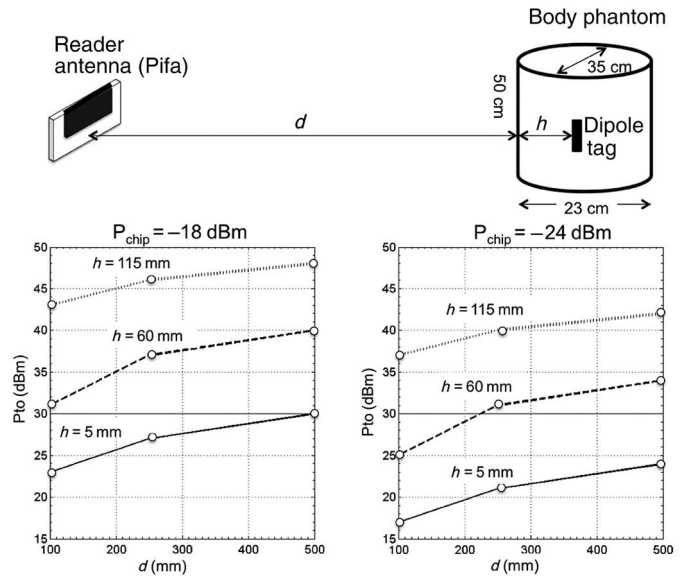 Body phantom
Reader
antenna (Pifa)
35 cm
50 cm
d
h
Dipole
tag
23 cm
Pchip = –18 dBm
50
45
40
35
30
25
20
15
Pto (dBm)
h = 115 mm
h = 60 mm
h = 5 mm
100 200 300 400 500
d (mm)
Pchip = –24 dBm
50
45
40
35
30
25
20
15
Pto (dBm)
h = 115 mm
h = 60 mm
h = 5 mm
100 200 300 400 500
d (mm)